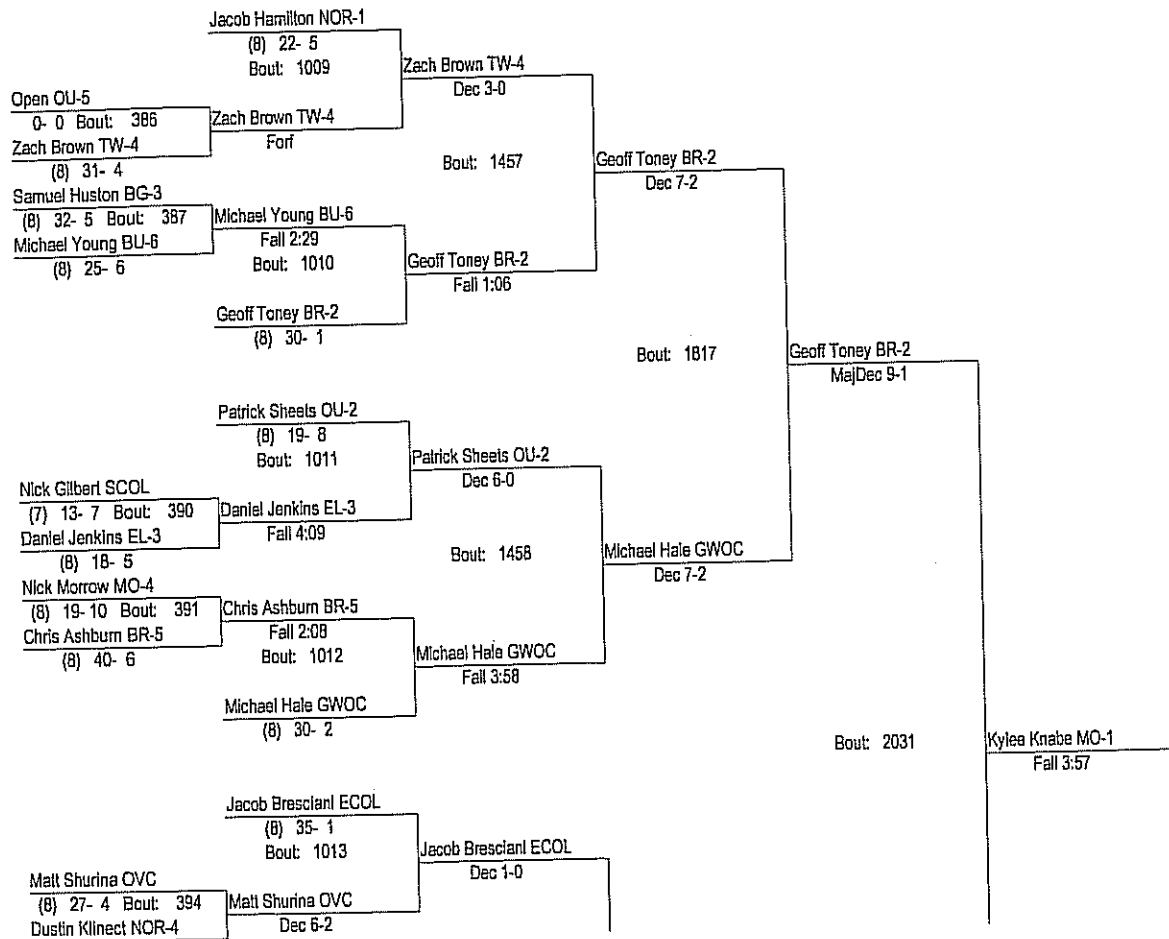 Jacob Hamilton NOR-1
(8) 22- 5
Bout: 1009
Zach Brown TW-4
Dec 3-0
Open OU-5
0- 0 Bout: 386
Zach Brown TW-4
Forf
Zach Brown TW-4
(8) 31- 4
Bout: 1457
Geoff Toney BR-2
Dec 7-2
Samuel Huston BG-3
(8) 32- 5 Bout: 387
Michael Young BU-6
Fall 2:29
Michael Young BU-6
(8) 25- 6
Bout: 1010
Geoff Toney BR-2
Fall 1:06
Geoff Toney BR-2
(8) 30- 1
Bout: 1817
Geoff Toney BR-2
MajDec 9-1
Patrick Sheets OU-2
(8) 19- 8
Bout: 1011
Patrick Sheets OU-2
Dec 6-0
Nick Gilbert SCOL
(7) 13- 7 Bout: 390
Daniel Jenkins EL-3
Fall 4:09
Daniel Jenkins EL-3
(8) 18- 5
Bout: 1458
Michael Hale GWOC
Dec 7-2
Nick Morrow MO-4
(8) 19- 10 Bout: 391
Chris Ashburn BR-5
Fall 2:08
Chris Ashburn BR-5
(8) 40- 6
Bout: 1012
Michael Hale GWOC
Fall 3:58
Michael Hale GWOC
(8) 30- 2
Bout: 2031
Kylee Knabe MO-1
Fall 3:57
Jacob Bresciani ECOL
(8) 35- 1
Bout: 1013
Jacob Bresciani ECOL
Dec 1-0
Matt Shurina OVC
(8) 27- 4 Bout: 394
Matt Shurina OVC
Dec 6-2
Dustin Klinect NOR-4